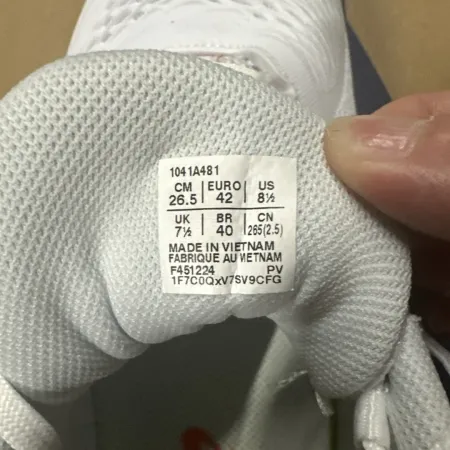 1041A481
CM | EURO | US
26.5 | 42 | 8½
UK | BR | CN
7½ | 40 | 265(2.5)
MADE IN VIETNAM
FABRIQUE AU VIETNAM
F451224 PV
1F7C0QxV7SV9CFG